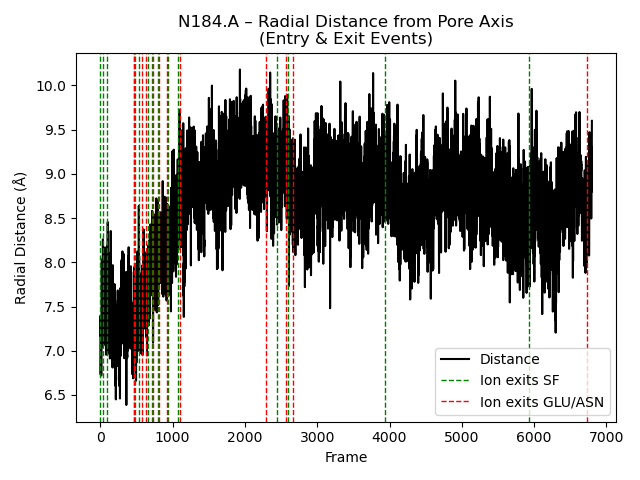 N184.A – Radial Distance from Pore Axis
(Entry & Exit Events)
Radial Distance (Å)
10.0
9.5
9.0
8.5
8.0
7.5
7.0
6.5
Distance
Ion exits SF
Ion exits GLU/ASN
0 1000 2000 3000 4000 5000 6000 7000
Frame